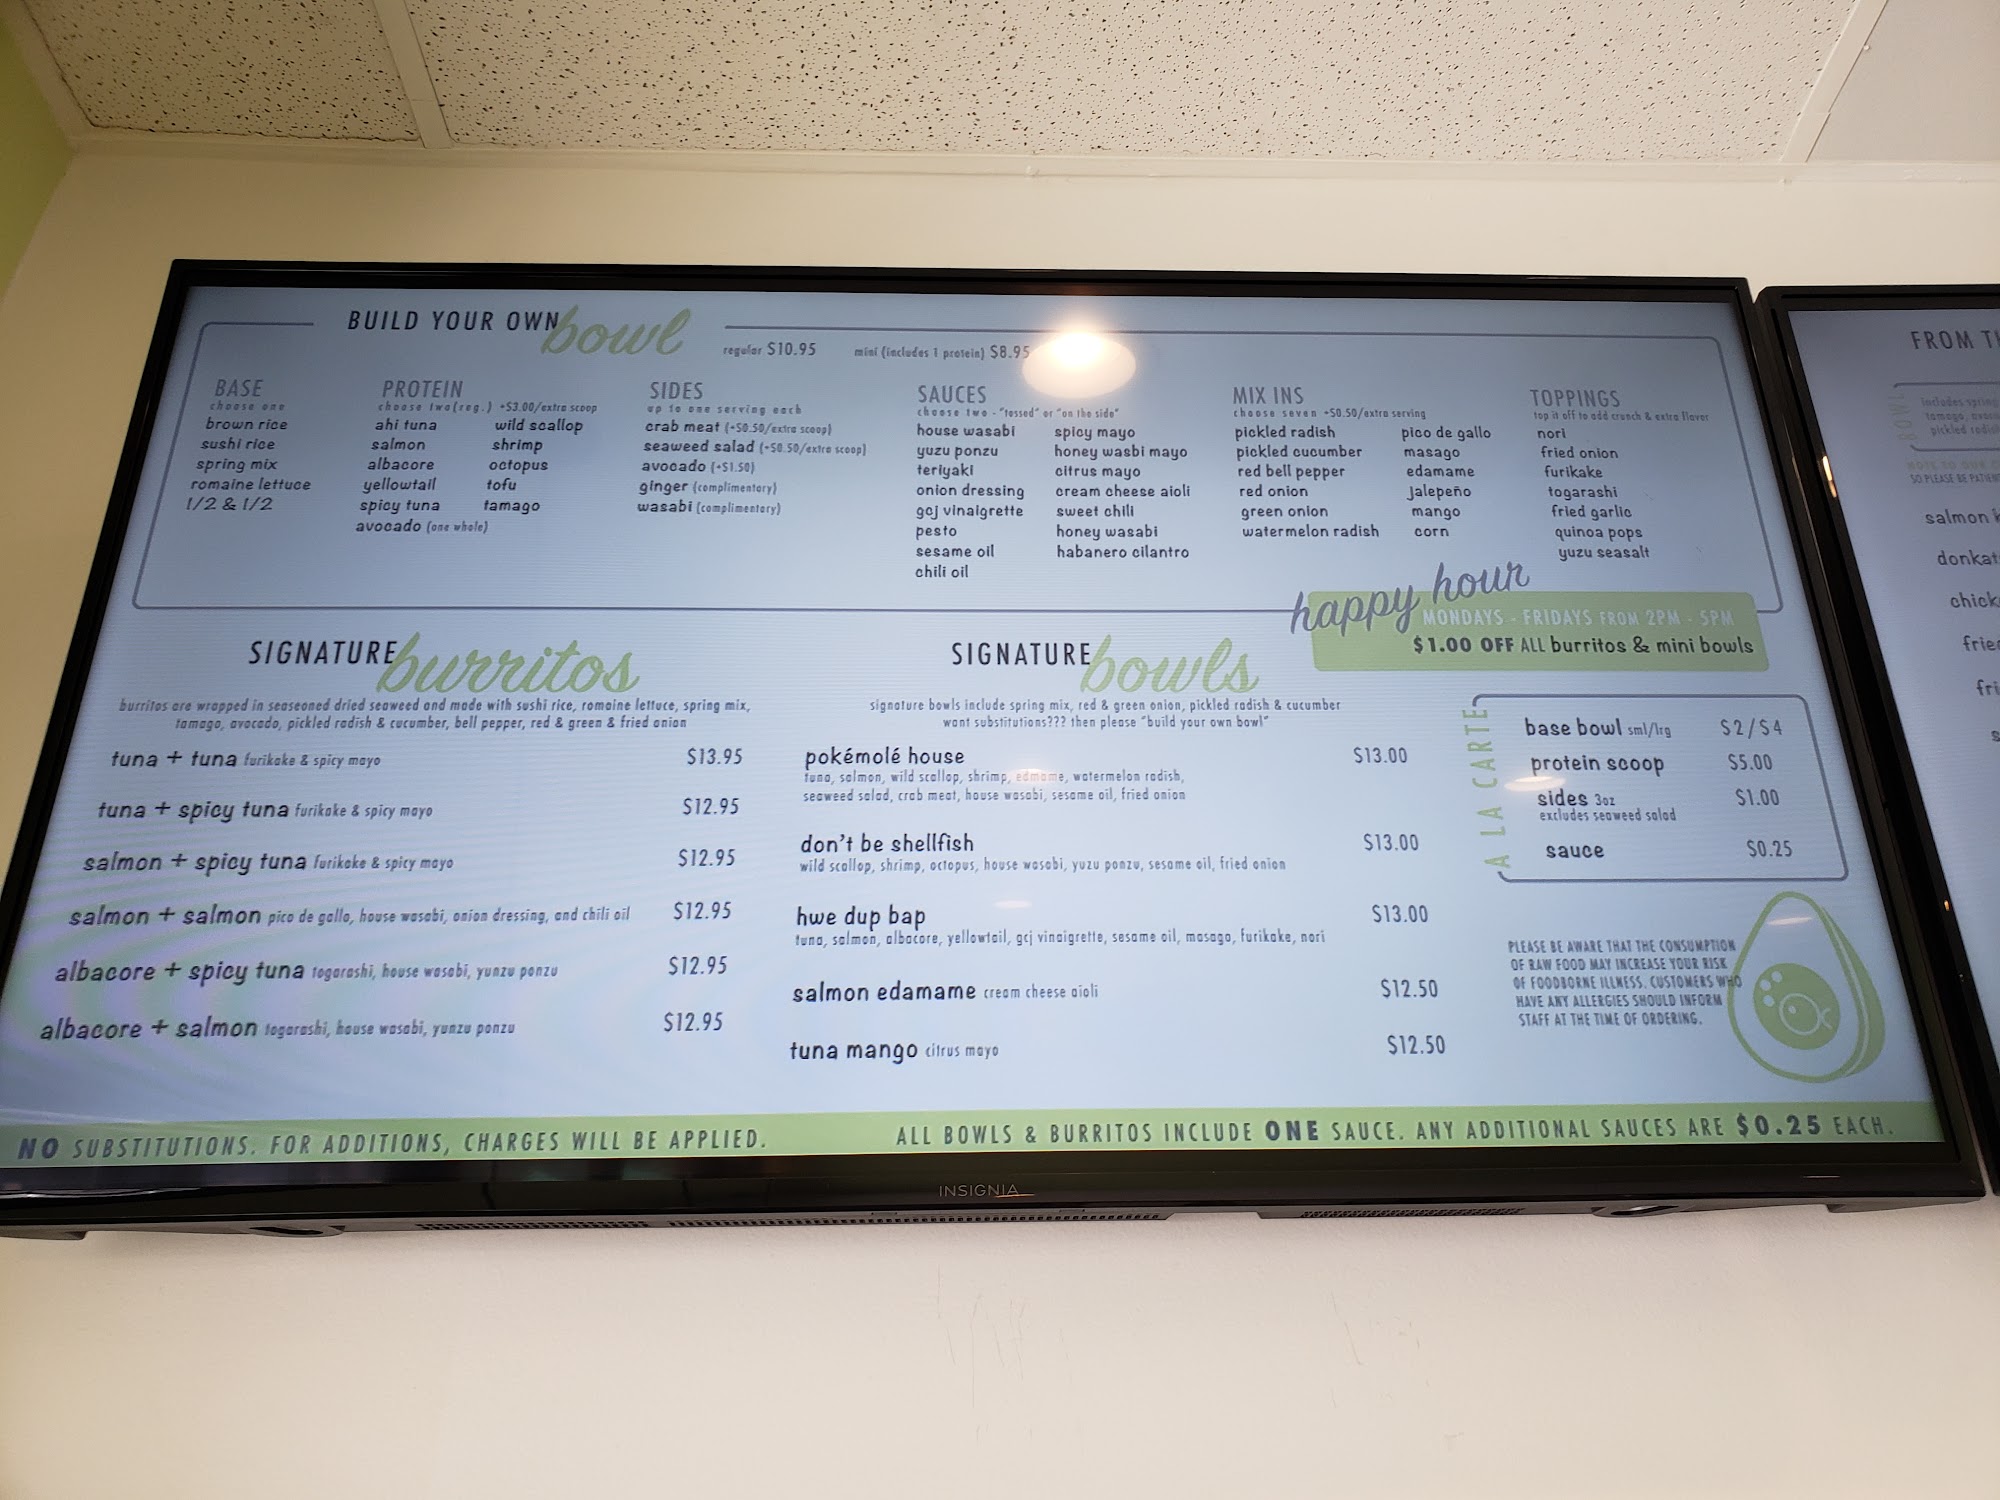 BUILD YOUR OWN bowl
regular $10.95 mini (includes 1 protein) $8.95
BASE
choose one
brown rice
sushi rice
spring mix
romaine lettuce
1/2 & 1/2
PROTEIN
choose two(reg.) +$3.00/extra scoop
ahi tuna wild scallop
salmon shrimp
albacore octopus
yellowtail tofu
spicy tuna tamago
avocado (one whole)
SIDES
up to one serving each
crab meat (+$0.50/extra scoop)
seaweed salad (+$0.50/extra scoop)
avocado (+$1.50)
ginger (complimentary)
wasabi (complimentary)
SAUCES
choose two - "tossed" or "on the side"
house wasabi spicy mayo
yuzu ponzu honey wasbi mayo
teriyaki citrus mayo
onion dressing cream cheese aioli
gcj vinaigrette sweet chili
pesto honey wasabi
sesame oil habanero cilantro
chili oil
MIX INS
choose seven +$0.50/extra serving
pickled radish pico de gallo
pickled cucumber masago
red bell pepper edamame
red onion jalepeño
green onion mango
watermelon radish corn
TOPPINGS
top it off to add crunch & extra flavor
nori
fried onion
furikake
togarashi
fried garlic
quinoa pops
yuzu seasalt
happy hour
MONDAYS - FRIDAYS FROM 2PM - 5PM
$1.00 OFF ALL burritos & mini bowls
SIGNATURE burritos
burritos are wrapped in seaseoned dried seaweed and made with sushi rice, romaine lettuce, spring mix,
tamago, avocado, pickled radish & cucumber, bell pepper, red & green & fried onion
tuna + tuna furikake & spicy mayo $13.95
tuna + spicy tuna furikake & spicy mayo $12.95
salmon + spicy tuna furikake & spicy mayo $12.95
salmon + salmon pico de gallo, house wasabi, onion dressing, and chili oil $12.95
albacore + spicy tuna togarashi, house wasabi, yunzu ponzu $12.95
albacore + salmon togarashi, house wasabi, yunzu ponzu $12.95
SIGNATURE bowls
signature bowls include spring mix, red & green onion, pickled radish & cucumber
want substitutions??? then please "build your own bowl"
pokémolé house $13.00
tuna, salmon, wild scallop, shrimp, edmame, watermelon radish,
seaweed salad, crab meat, house wasabi, sesame oil, fried onion
don't be shellfish $13.00
wild scallop, shrimp, octopus, house wasabi, yuzu ponzu, sesame oil, fried onion
hwe dup bap $13.00
tuna, salmon, albacore, yellowtail, gcj vinaigrette, sesame oil, masago, furikake, nori
salmon edamame cream cheese aioli $12.50
tuna mango citrus mayo $12.50
A LA CARTE
base bowl sml/lrg $2/$4
protein scoop $5.00
sides 3oz $1.00
excludes seaweed salad
sauce $0.25
PLEASE BE AWARE THAT THE CONSUMPTION
OF RAW FOOD MAY INCREASE YOUR RISK
OF FOODBORNE ILLNESS. CUSTOMERS WHO
HAVE ANY ALLERGIES SHOULD INFORM
STAFF AT THE TIME OF ORDERING.
NO SUBSTITUTIONS. FOR ADDITIONS, CHARGES WILL BE APPLIED.
ALL BOWLS & BURRITOS INCLUDE ONE SAUCE. ANY ADDITIONAL SAUCES ARE $0.25 EACH.
INSIGNIA
FROM
BOWL
includes spring
tamago,
pickled
SO PLEASE BE
salmon